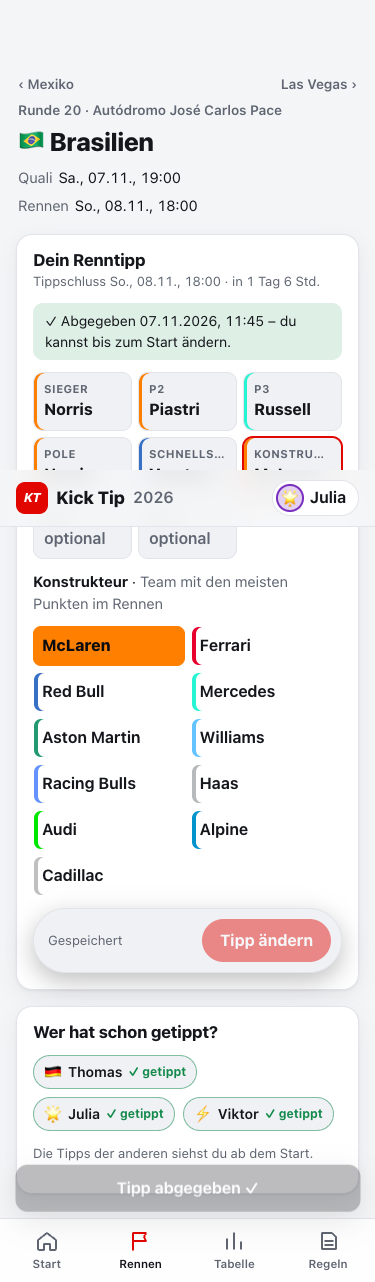 ‹ Mexiko
Las Vegas ›
Runde 20 · Autódromo José Carlos Pace
Brasilien
Quali Sa., 07.11., 19:00
Rennen So., 08.11., 18:00
Dein Renntipp
Tippschluss So., 08.11., 18:00 · in 1 Tag 6 Std.
✓ Abgegeben 07.11.2026, 11:45 – du
kannst bis zum Start ändern.
SIEGER
Norris
P2
Piastri
P3
Russell
POLE
SCHNELLS…
KONSTRU…
KT Kick Tip 2026
Julia
optional
optional
Konstrukteur · Team mit den meisten
Punkten im Rennen
McLaren
Ferrari
Red Bull
Mercedes
Aston Martin
Williams
Racing Bulls
Haas
Audi
Alpine
Cadillac
Gespeichert
Tipp ändern
Wer hat schon getippt?
Thomas ✓ getippt
Julia ✓ getippt
Viktor ✓ getippt
Die Tipps der anderen siehst du ab dem Start.
Tipp abgegeben ✓
Start
Rennen
Tabelle
Regeln